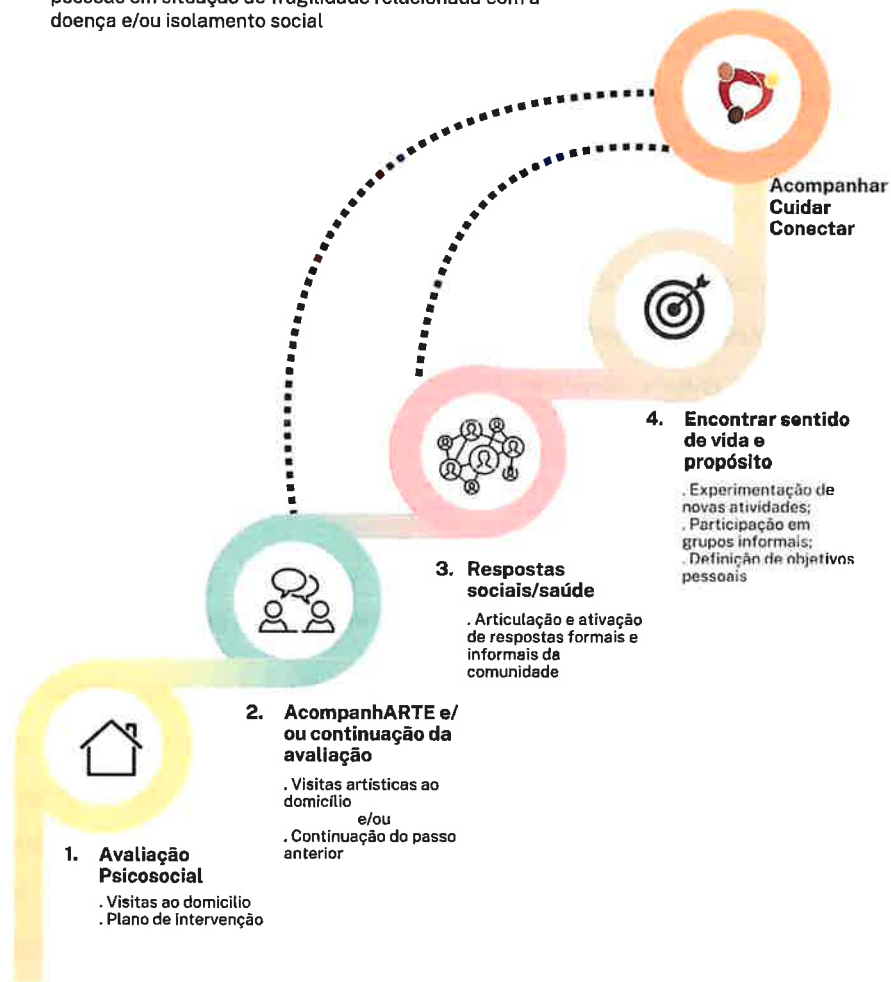 doença e/ou isolamento social
Acompanhar
Cuidar
Conectar
4. Encontrar sentido
de vida e
propósito
. Experimentação de
novas atividades;
. Participação em
grupos informais;
. Definição de objetivos
pessoais
3. Respostas
sociais/saúde
. Articulação e ativação
de respostas formais e
informais da
comunidade
2. AcompanhARTE e/
ou continuação da
avaliação
. Visitas artísticas ao
domicílio
e/ou
. Continuação do passo
anterior
1. Avaliação
Psicosocial
. Visitas ao domicilio
. Plano de intervenção